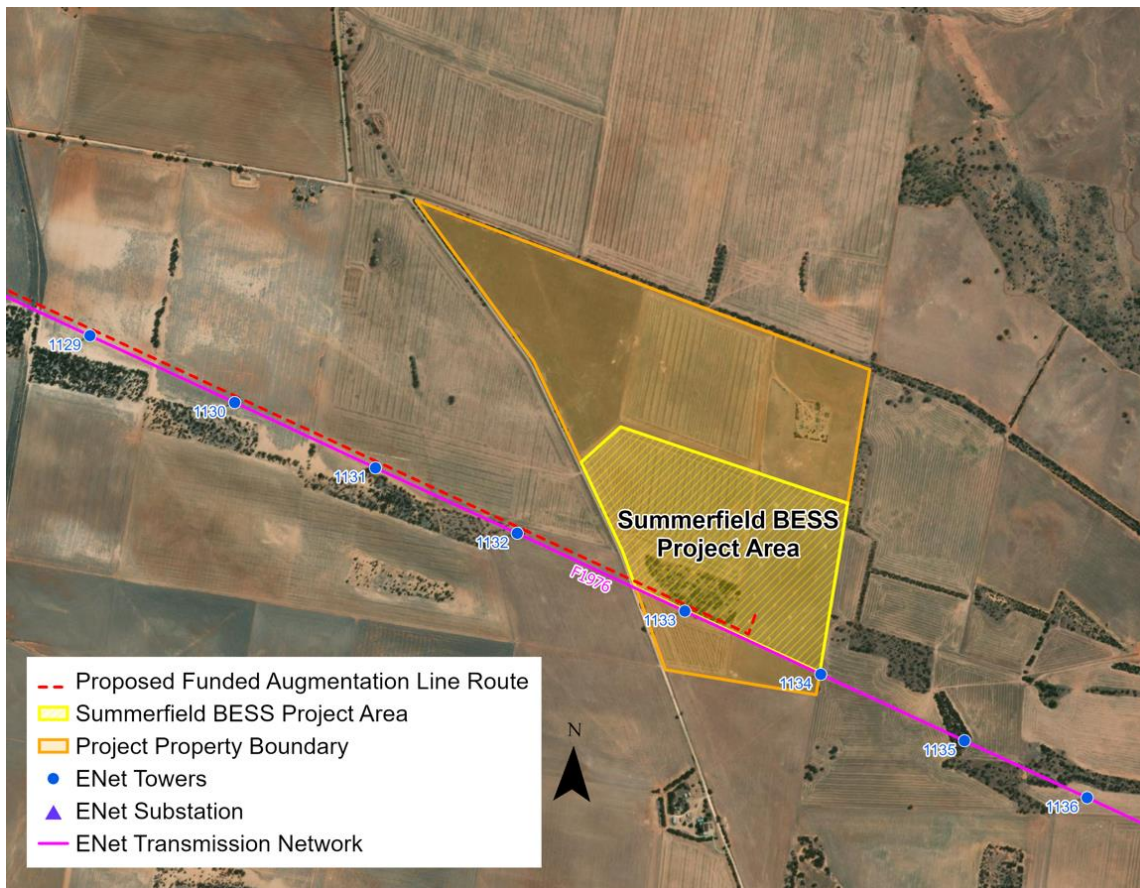 1129
1130
1131
1132
F1976
Summerfield BESS
Project Area
1133
1134
1135
1136
N
Proposed Funded Augmentation Line Route
Summerfield BESS Project Area
Project Property Boundary
ENet Towers
ENet Substation
ENet Transmission Network